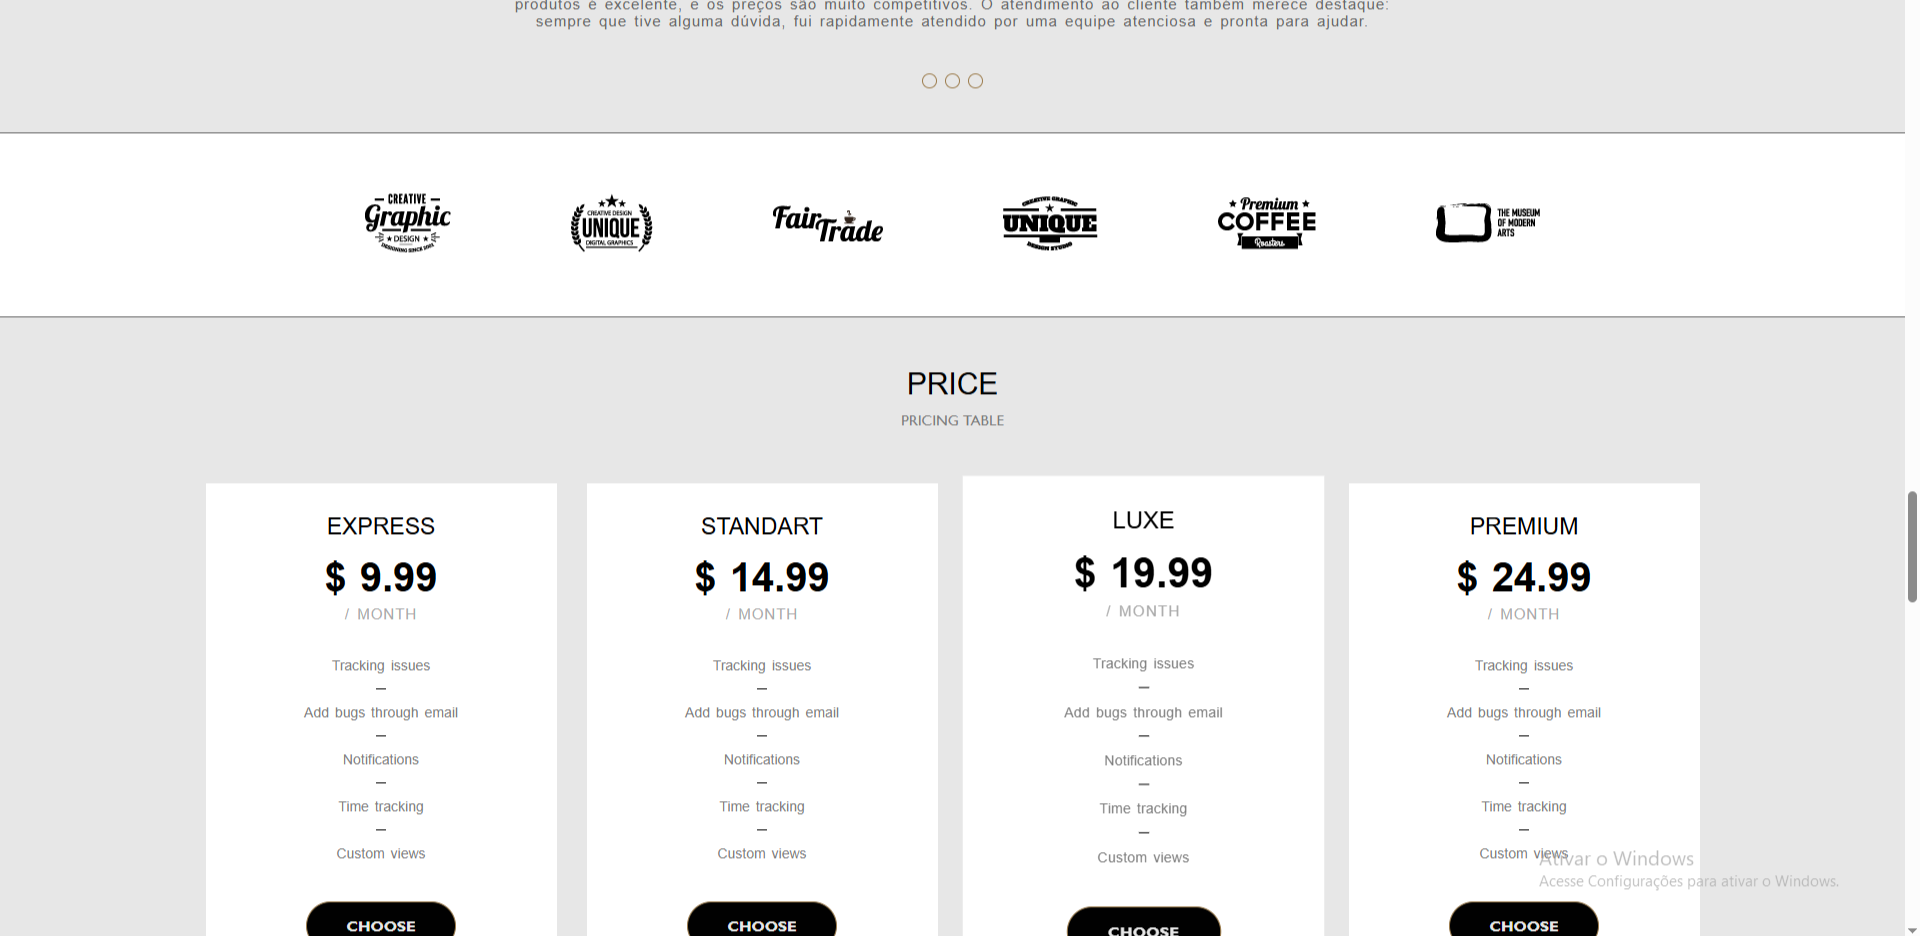 produtos é excelente, e os preços são muito competitivos. O atendimento ao cliente também merece destaque:
sempre que tive alguma dúvida, fui rapidamente atendido por uma equipe atenciosa e pronta para ajudar.
CREATIVE
Graphic
DESIGN
DESIGNING SINCE
CREATIVE DESIGN
UNIQUE
DIGITAL GRAPHICS
Fair Trade
CREATIVE GRAPHIC
UNIQUE
DESIGN STUDIO
Premium
COFFEE
Roasters
THE MUSEUM
OF MODERN
ARTS
PRICE
PRICING TABLE
EXPRESS
$ 9.99
/ MONTH
Tracking issues
Add bugs through email
Notifications
Time tracking
Custom views
CHOOSE
STANDART
$ 14.99
/ MONTH
Tracking issues
Add bugs through email
Notifications
Time tracking
Custom views
CHOOSE
LUXE
$ 19.99
/ MONTH
Tracking issues
Add bugs through email
Notifications
Time tracking
Custom views
CHOOSE
PREMIUM
$ 24.99
/ MONTH
Tracking issues
Add bugs through email
Notifications
Time tracking
Custom views
CHOOSE
Ativar o Windows
Acesse Configurações para ativar o Windows.